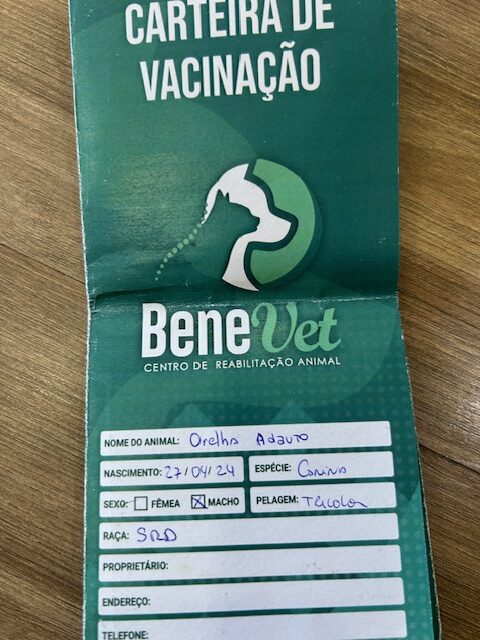 CARTEIRA DE
VACINAÇÃO
BeneVet
CENTRO DE REABILITAÇÃO ANIMAL
NOME DO ANIMAL: Orelha Adauto
NASCIMENTO: 27/04/24 ESPÉCIE: Canino
SEXO: FÊMEA MACHO PELAGEM: Tricolor
RAÇA: SRD
PROPRIETÁRIO:
ENDEREÇO:
TELEFONE: